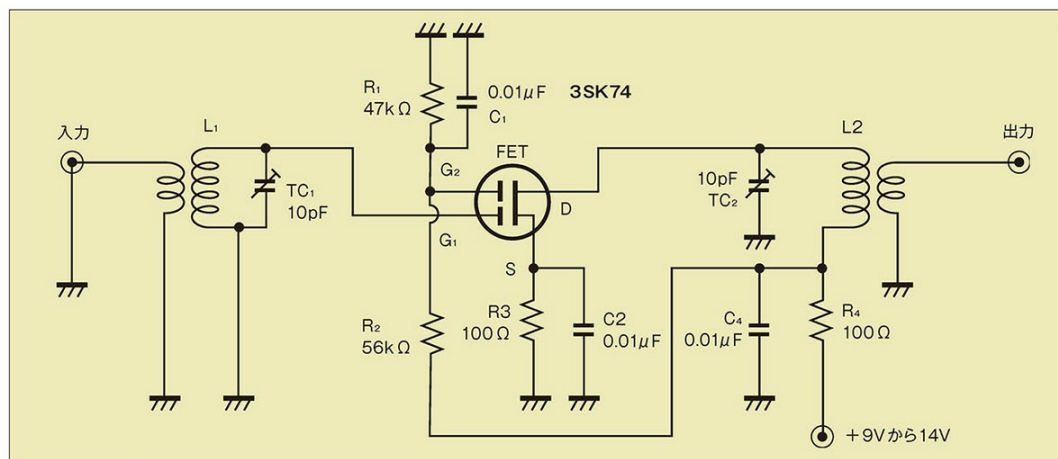 入力
L1
TC1
10pF
R1
47kΩ
0.01μF
C1
3SK74
FET
G2
G1
D
S
R2
56kΩ
R3
100Ω
C2
0.01μF
10pF
TC2
L2
出力
C4
0.01μF
R4
100Ω
+9Vから14V